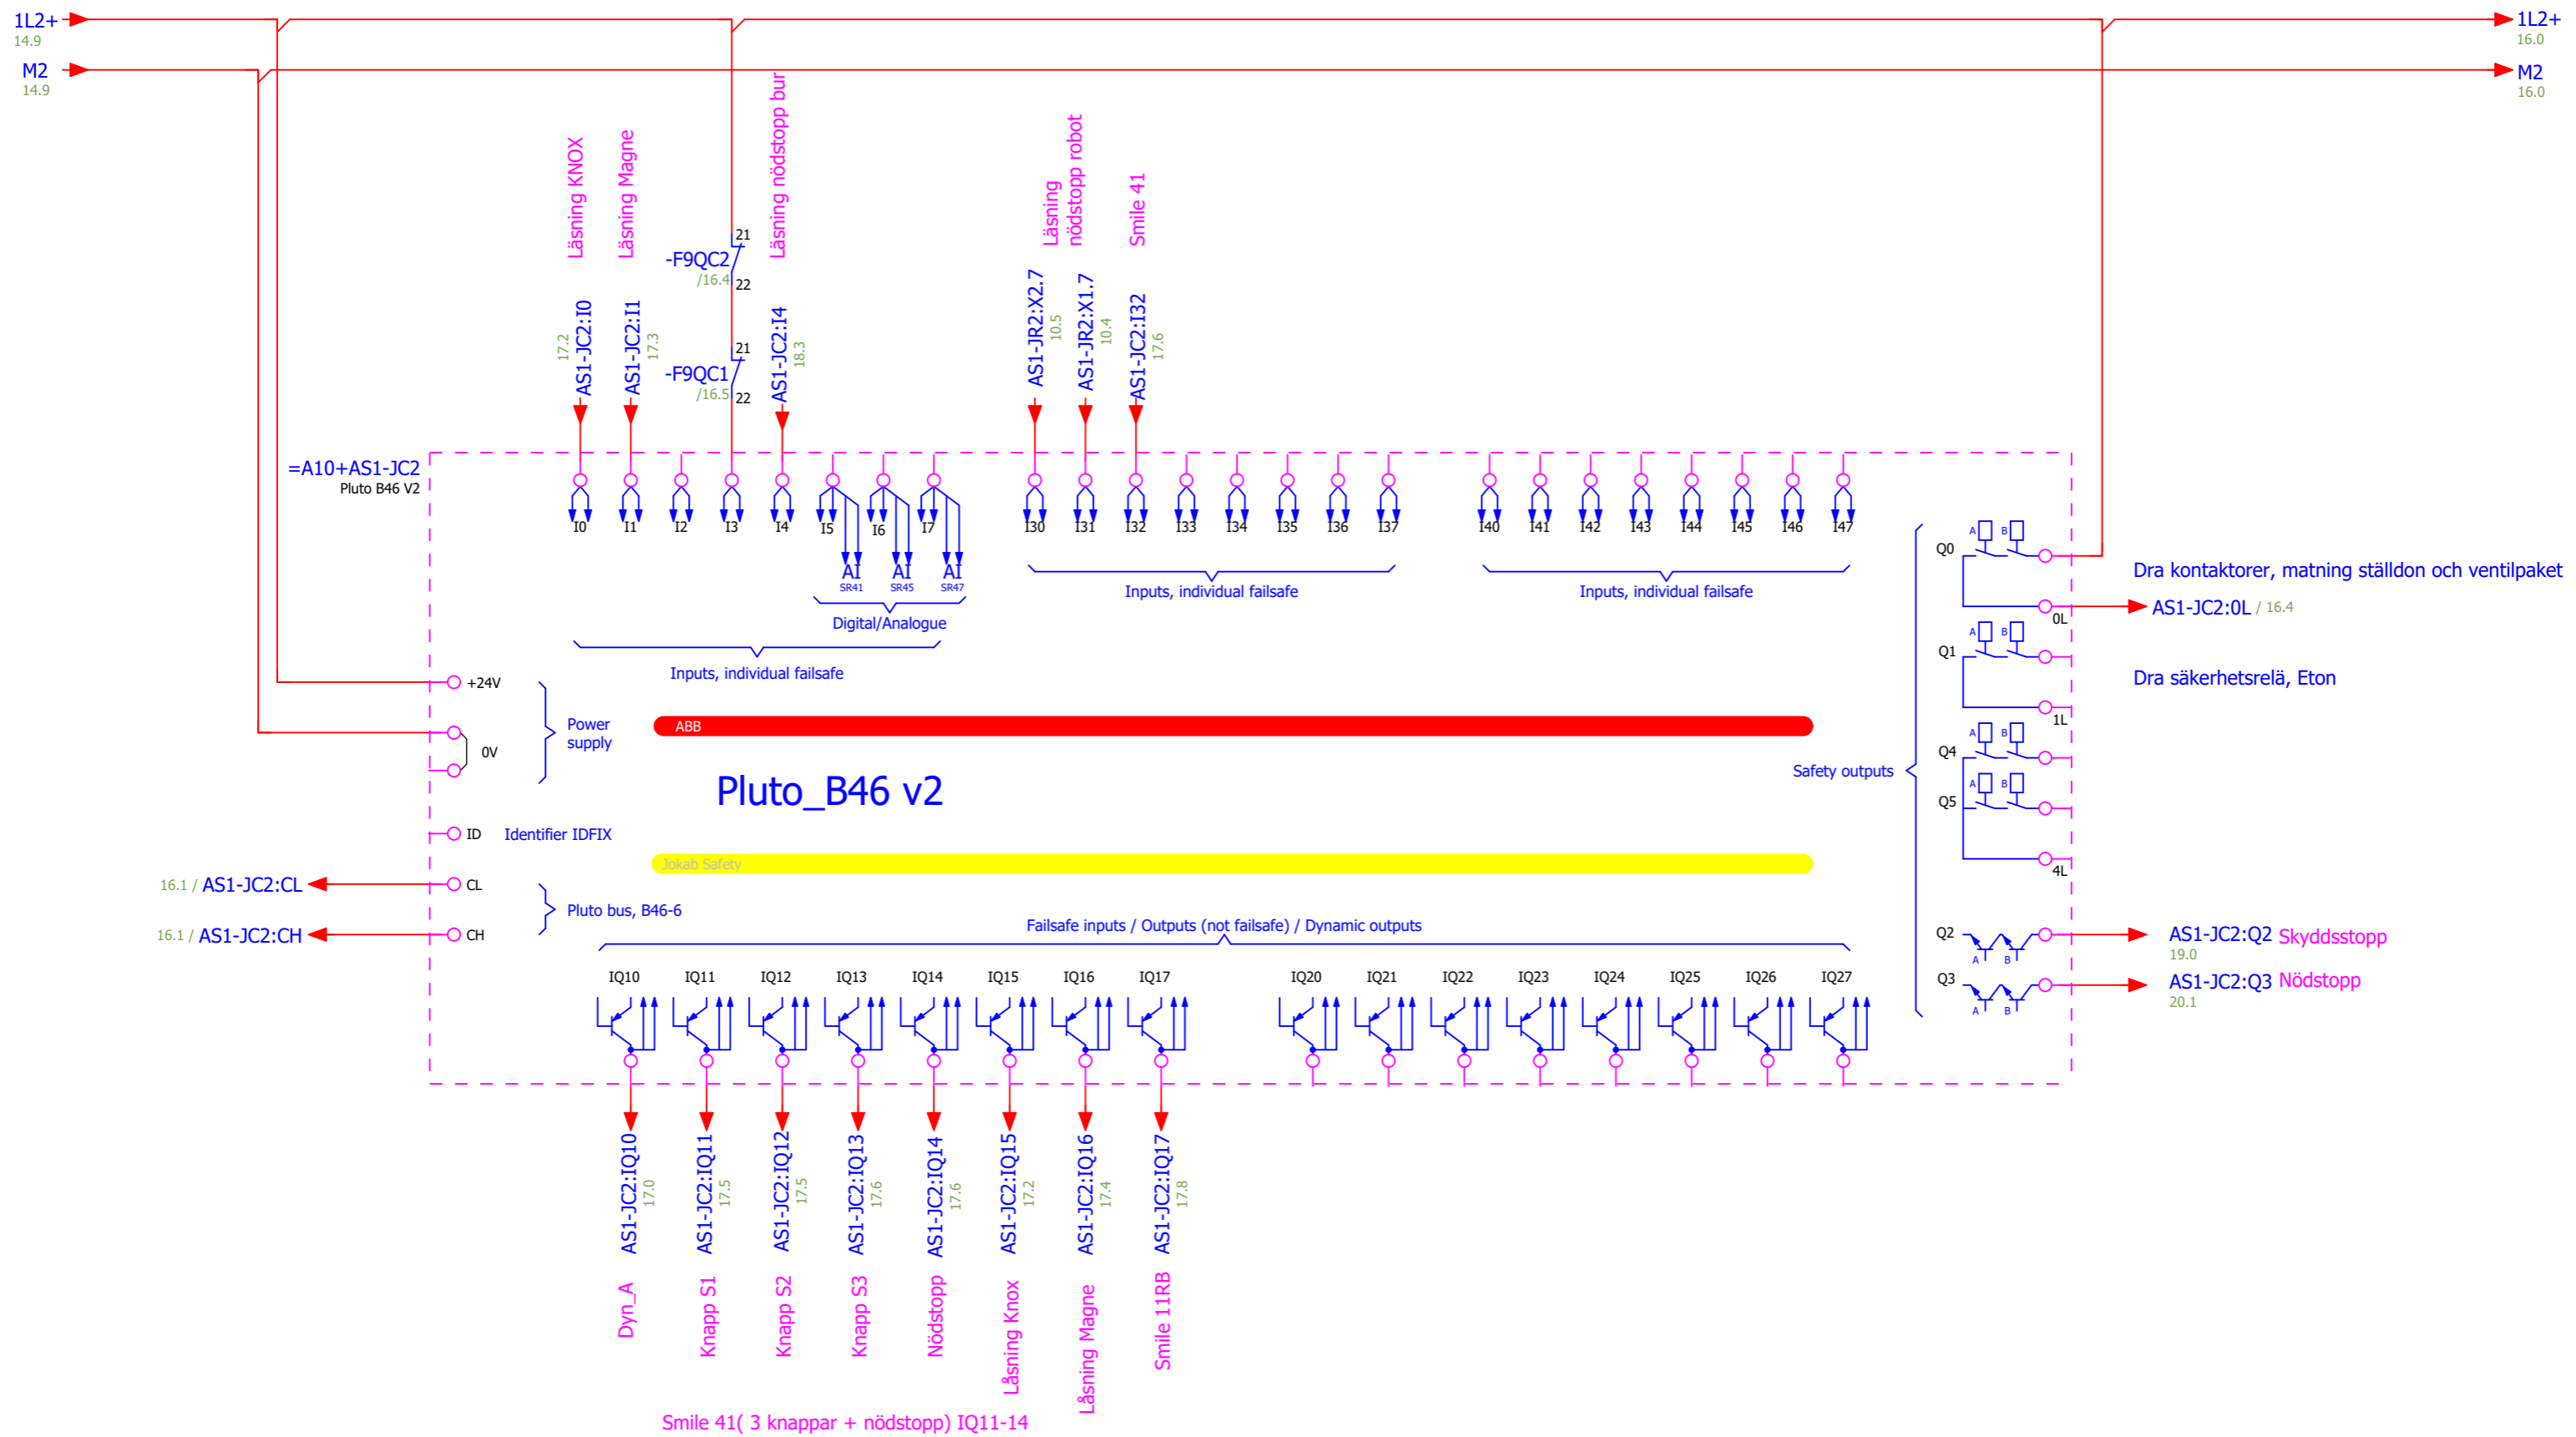 1L2+
14.9
M2
14.9
1L2+
16.0
M2
16.0
Läsning KNOX
Läsning Magne
Läsning nödstopp bur
Läsning
nödstopp robot
Smile 41
17.2
AS1-JC2:I0
AS1-JC2:I1
17.3
21
-F9QC2
/16.4
22
21
-F9QC1
/16.5
22
AS1-JC2:I4
18.3
AS1-JR2:X2.7
10.5
AS1-JR2:X1.7
10.4
AS1-JC2:I32
17.6
=A10+AS1-JC2
Pluto B46 V2
I0 I1 I2 I3 I4 I5 I6 I7
I30 I31 I32 I33 I34 I35 I36 I37
I40 I41 I42 I43 I44 I45 I46 I47
AI AI AI
SR41 SR45 SR47
Digital/Analogue
Inputs, individual failsafe
Inputs, individual failsafe
Inputs, individual failsafe
Q0
A B
Dra kontaktorer, matning ställdon och ventilpaket
AS1-JC2:0L / 16.4
0L
Q1
A B
Dra säkerhetsrelä, Eton
1L
Q4
A B
Q5
A B
4L
Safety outputs
+24V
0V
Power
supply
ABB
Pluto_B46 v2
ID Identifier IDFIX
Jokab Safety
16.1 / AS1-JC2:CL
CL
Pluto bus, B46-6
16.1 / AS1-JC2:CH
CH
Failsafe inputs / Outputs (not failsafe) / Dynamic outputs
Q2
A B
AS1-JC2:Q2 Skyddsstopp
19.0
Q3
A B
AS1-JC2:Q3 Nödstopp
20.1
IQ10 IQ11 IQ12 IQ13 IQ14 IQ15 IQ16 IQ17
IQ20 IQ21 IQ22 IQ23 IQ24 IQ25 IQ26 IQ27
AS1-JC2:IQ10
17.0
AS1-JC2:IQ11
17.5
AS1-JC2:IQ12
17.5
AS1-JC2:IQ13
17.6
AS1-JC2:IQ14
17.6
AS1-JC2:IQ15
17.2
AS1-JC2:IQ16
17.4
AS1-JC2:IQ17
17.8
Dyn_A
Knapp S1
Knapp S2
Knapp S3
Nödstopp
Låsning Knox
Låsning Magne
Smile 11RB
Smile 41( 3 knappar + nödstopp) IQ11-14